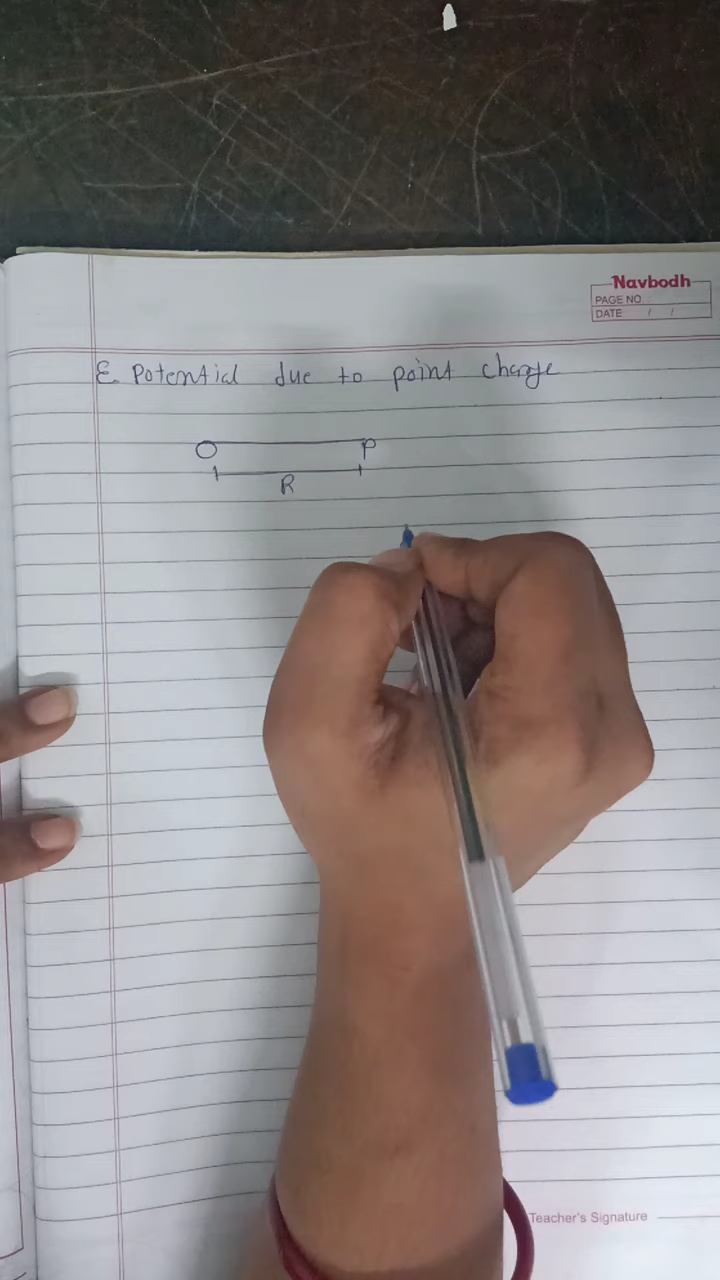 Navbodh
PAGE NO.
DATE / /
E. Potential due to point charge
O P
R
Teacher's Signature